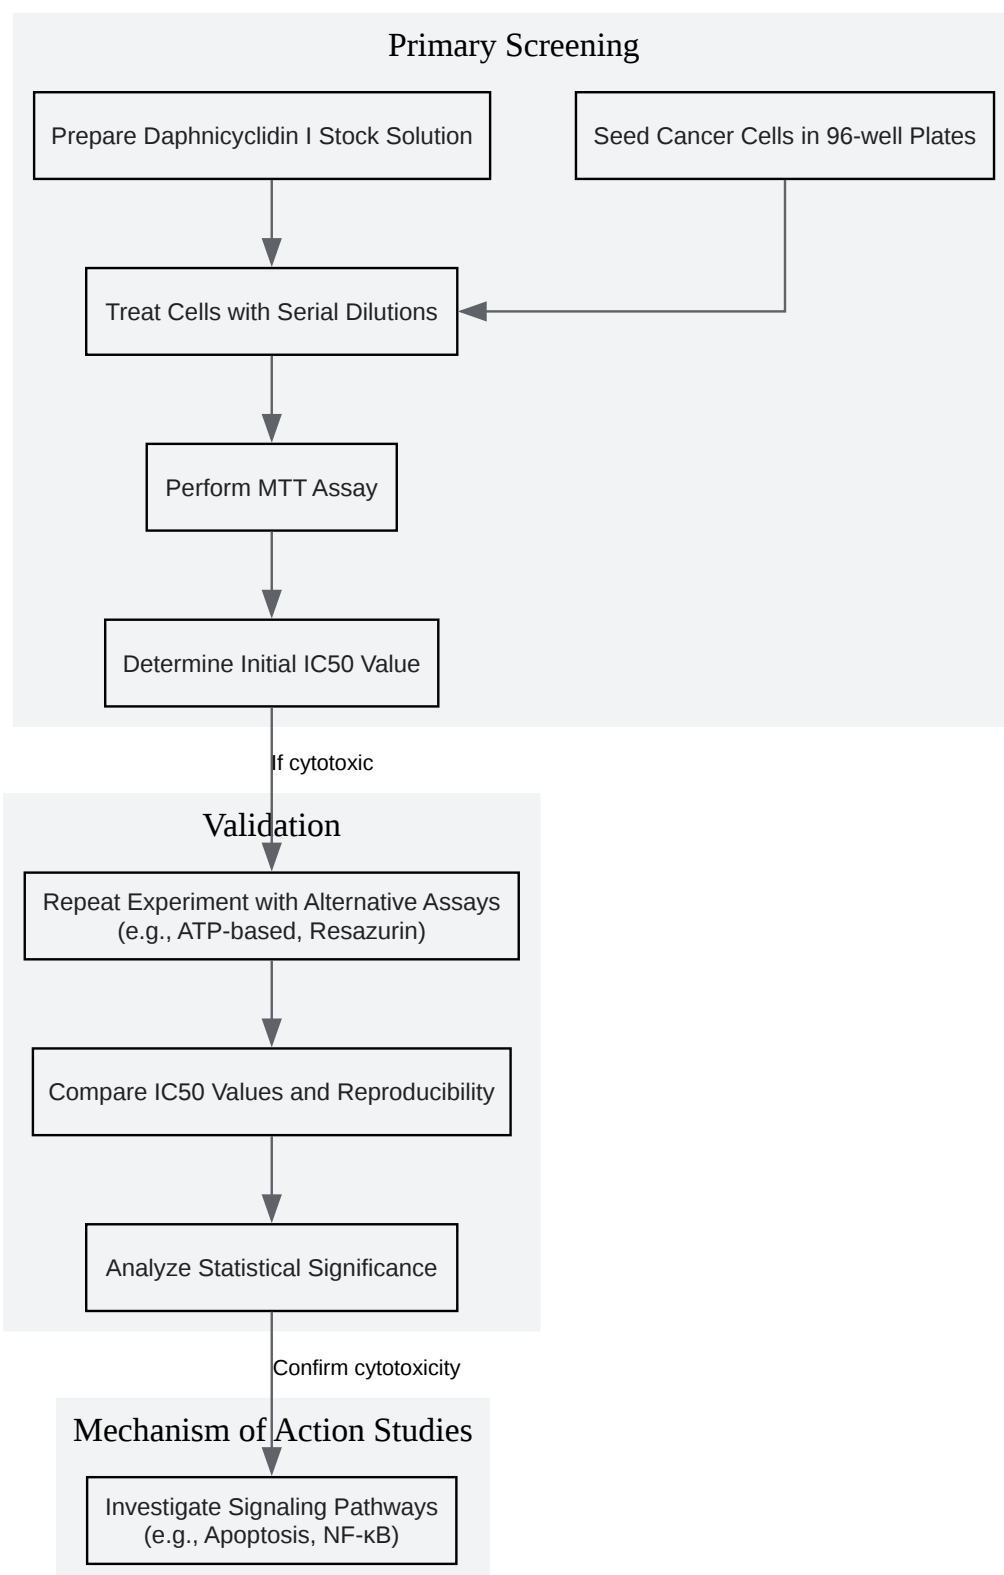 Primary Screening
Prepare Daphnicyclidin I Stock Solution
Seed Cancer Cells in 96-well Plates
Treat Cells with Serial Dilutions
Perform MTT Assay
Determine Initial IC50 Value
If cytotoxic
Validation
Repeat Experiment with Alternative Assays
(e.g., ATP-based, Resazurin)
Compare IC50 Values and Reproducibility
Analyze Statistical Significance
Confirm cytotoxicity
Mechanism of Action Studies
Investigate Signaling Pathways
(e.g., Apoptosis, NF-κB)